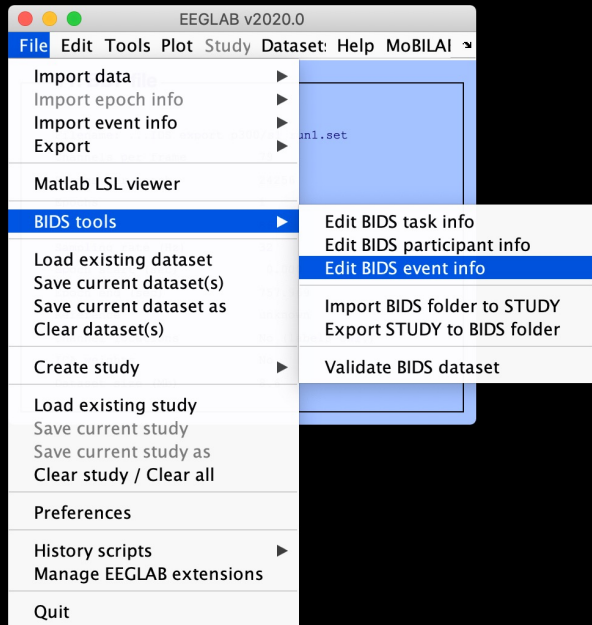 EEGLAB v2020.0
File Edit Tools Plot Study Datasets Help MoBILAI
Import data
Import epoch info
Import event info
Export
un1.set
Matlab LSL viewer
BIDS tools
Edit BIDS task info
Edit BIDS participant info
Edit BIDS event info
Import BIDS folder to STUDY
Export STUDY to BIDS folder
Validate BIDS dataset
Load existing dataset
Save current dataset(s)
Save current dataset as
Clear dataset(s)
Create study
Load existing study
Save current study
Save current study as
Clear study / Clear all
Preferences
History scripts
Manage EEGLAB extensions
Quit